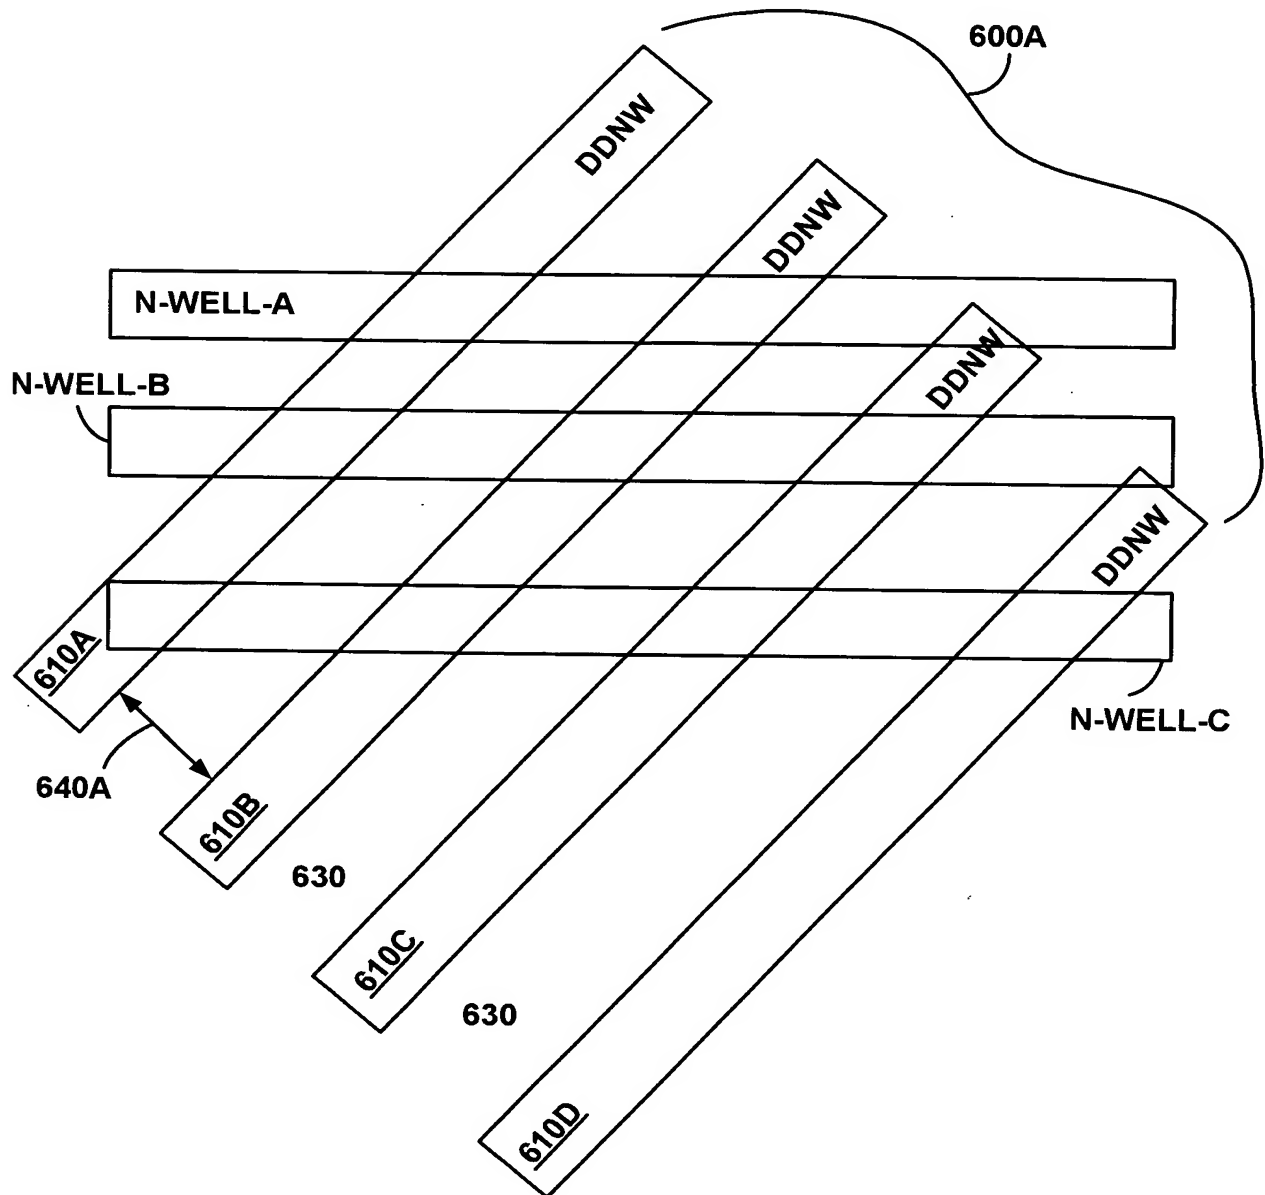 600A
DDNW
DDNW
N-WELL-A
DDNW
N-WELL-B
DDNW
610A
N-WELL-C
640A
610B
630
610C
630
610D